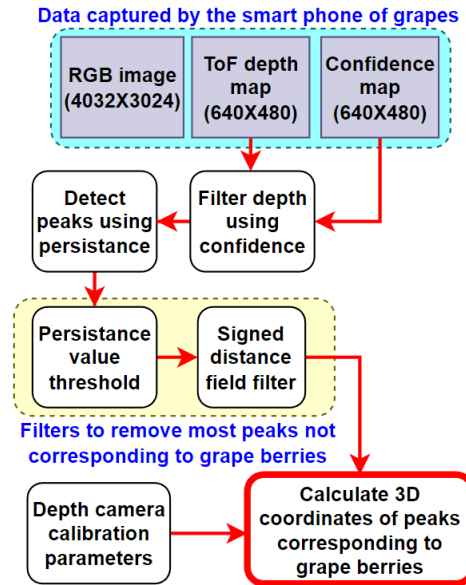 Data captured by the smart phone of grapes
RGB image
(4032X3024)
ToF depth
map
(640X480)
Confidence
map
(640X480)
Detect
peaks using
persistance
Filter depth
using
confidence
Persistance
value
threshold
Signed
distance
field filter
Filters to remove most peaks not
corresponding to grape berries
Depth camera
calibration
parameters
Calculate 3D
coordinates of peaks
corresponding to
grape berries